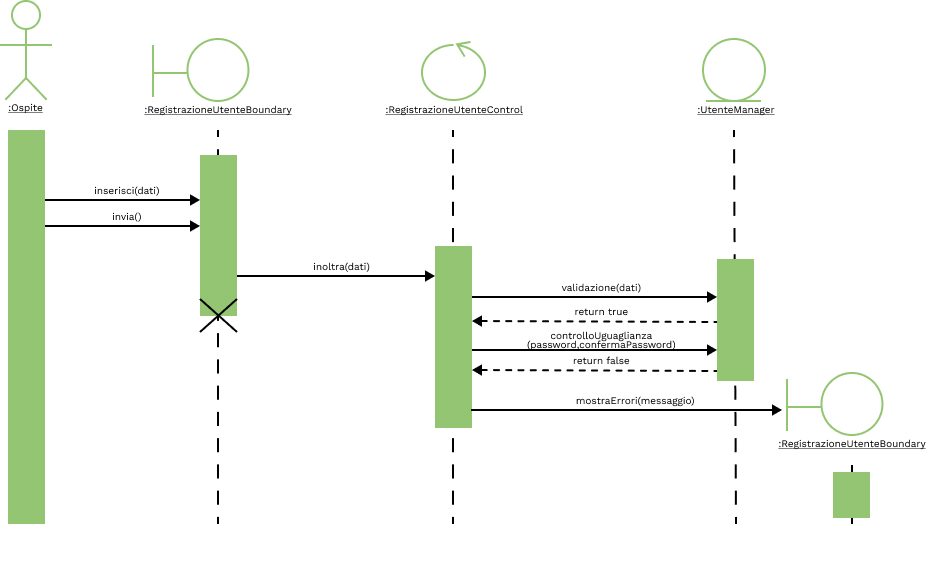 :Ospite
:RegistrazioneUtenteBoundary
:RegistrazioneUtenteControl
:UtenteManager
inserisci(dati)
invia()
inoltra(dati)
validazione(dati)
return true
controlloUguaglianza
(password,confermaPassword)
return false
mostraErrori(messaggio)
:RegistrazioneUtenteBoundary